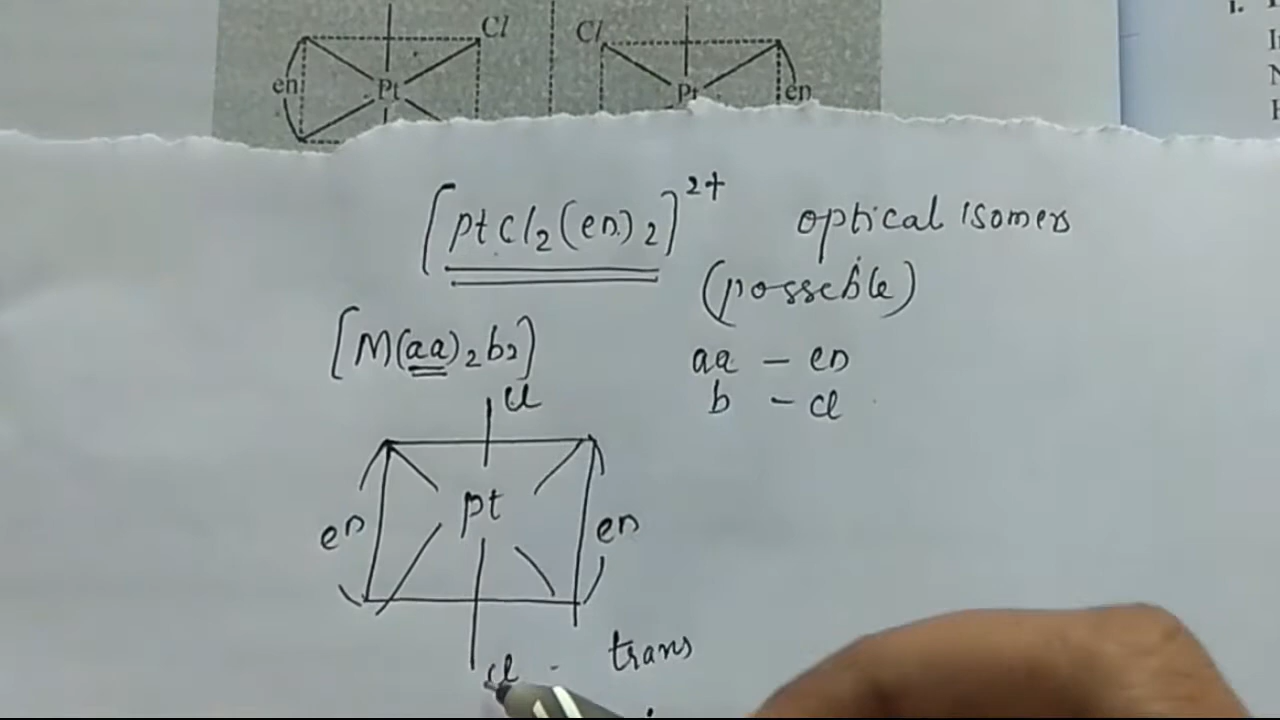 Cl Cl
en Pt Pt en
[ptCl₂(en)₂]²⁺ optical isomers
(possible)
[M(aa)₂b₂] aa – en
b – cl
cl
pt
en en
cl trans